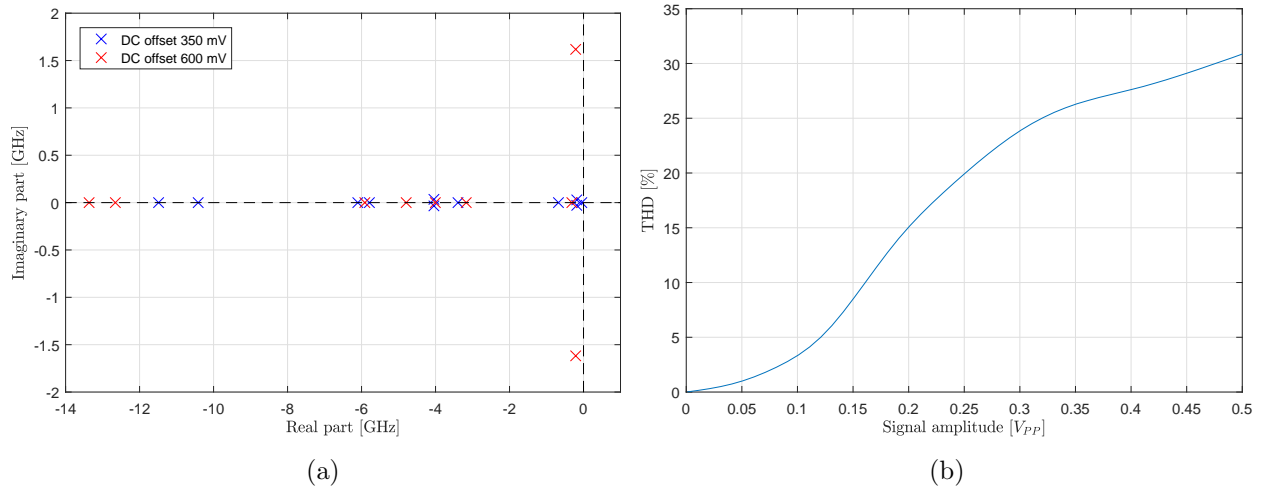 2
1.5
1
0.5
0
-0.5
-1
-1.5
-2
Imaginary part [GHz]
DC offset 350 mV
DC offset 600 mV
-14 -12 -10 -8 -6 -4 -2 0
Real part [GHz]
(a)
35
30
25
20
15
10
5
0
THD [%]
0 0.05 0.1 0.15 0.2 0.25 0.3 0.35 0.4 0.45 0.5
Signal amplitude [V_{PP}]
(b)